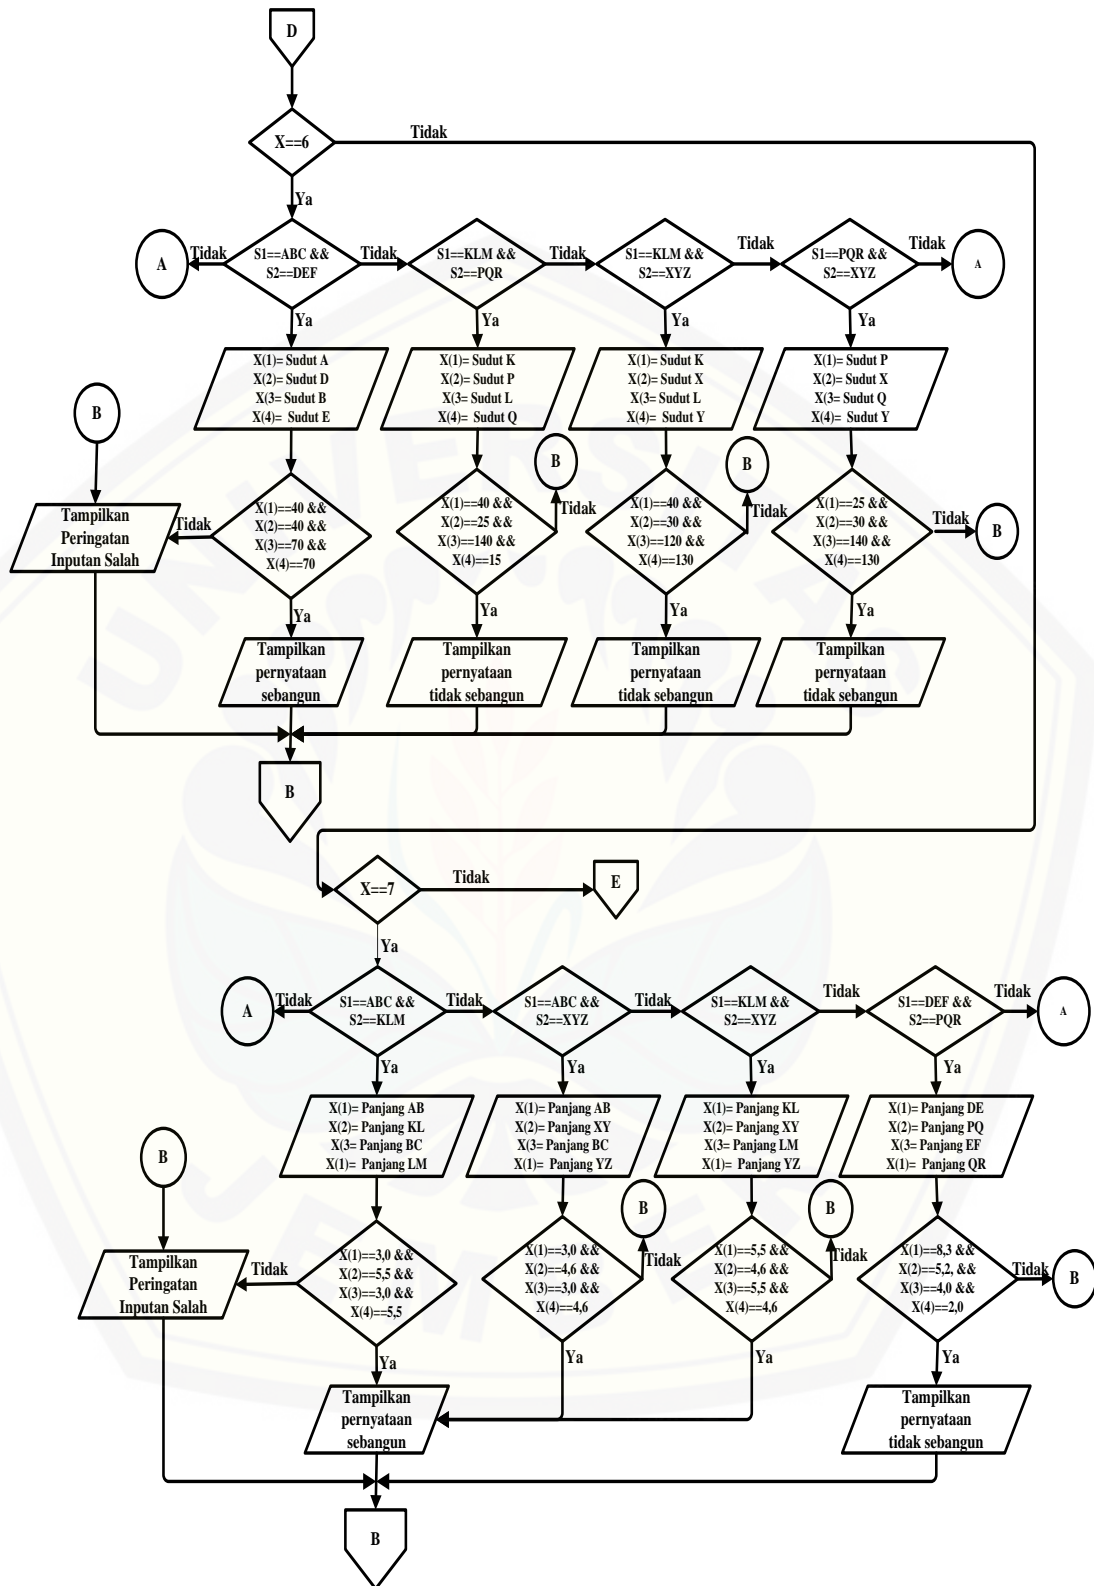 D
X==6
Tidak
Ya
A
Tidak
S1==ABC &&
S2==DEF
Tidak
S1==KLM &&
S2==PQR
Tidak
S1==KLM &&
S2==XYZ
Tidak
S1==PQR &&
S2==XYZ
Tidak
A
Ya
Ya
Ya
Ya
X(1)= Sudut A
X(2)= Sudut D
X(3= Sudut B
X(4)= Sudut E
X(1)= Sudut K
X(2)= Sudut P
X(3= Sudut L
X(4)= Sudut Q
X(1)= Sudut K
X(2)= Sudut X
X(3= Sudut L
X(4)= Sudut Y
X(1)= Sudut P
X(2)= Sudut X
X(3= Sudut Q
X(4)= Sudut Y
B
Tampilkan
Peringatan
Inputan Salah
Tidak
X(1)==40 &&
X(2)==40 &&
X(3)==70 &&
X(4)==70
X(1)==40 &&
X(2)==25 &&
X(3)==140 &&
X(4)==15
B
Tidak
X(1)==40 &&
X(2)==30 &&
X(3)==120 &&
X(4)==130
B
Tidak
X(1)==25 &&
X(2)==30 &&
X(3)==140 &&
X(4)==130
Tidak
B
Ya
Ya
Ya
Ya
Tampilkan
pernyataan
sebangun
Tampilkan
pernyataan
tidak sebangun
Tampilkan
pernyataan
tidak sebangun
Tampilkan
pernyataan
tidak sebangun
B
X==7
Tidak
E
Ya
A
Tidak
S1==ABC &&
S2==KLM
Tidak
S1==ABC &&
S2==XYZ
Tidak
S1==KLM &&
S2==XYZ
Tidak
S1==DEF &&
S2==PQR
Tidak
A
Ya
Ya
Ya
Ya
X(1)= Panjang AB
X(2)= Panjang KL
X(3= Panjang BC
X(1)= Panjang LM
X(1)= Panjang AB
X(2)= Panjang XY
X(3= Panjang BC
X(1)= Panjang YZ
X(1)= Panjang KL
X(2)= Panjang XY
X(3= Panjang LM
X(1)= Panjang YZ
X(1)= Panjang DE
X(2)= Panjang PQ
X(3= Panjang EF
X(1)= Panjang QR
B
Tampilkan
Peringatan
Inputan Salah
Tidak
X(1)==3,0 &&
X(2)==5,5 &&
X(3)==3,0 &&
X(4)==5,5
X(1)==3,0 &&
X(2)==4,6 &&
X(3)==3,0 &&
X(4)==4,6
B
Tidak
X(1)==5,5 &&
X(2)==4,6 &&
X(3)==5,5 &&
X(4)==4,6
B
Tidak
X(1)==8,3 &&
X(2)==5,2, &&
X(3)==4,0 &&
X(4)==2,0
Tidak
B
Ya
Ya
Ya
Ya
Tampilkan
pernyataan
sebangun
Tampilkan
pernyataan
tidak sebangun
B
UNIVERSITAS
JEMBER